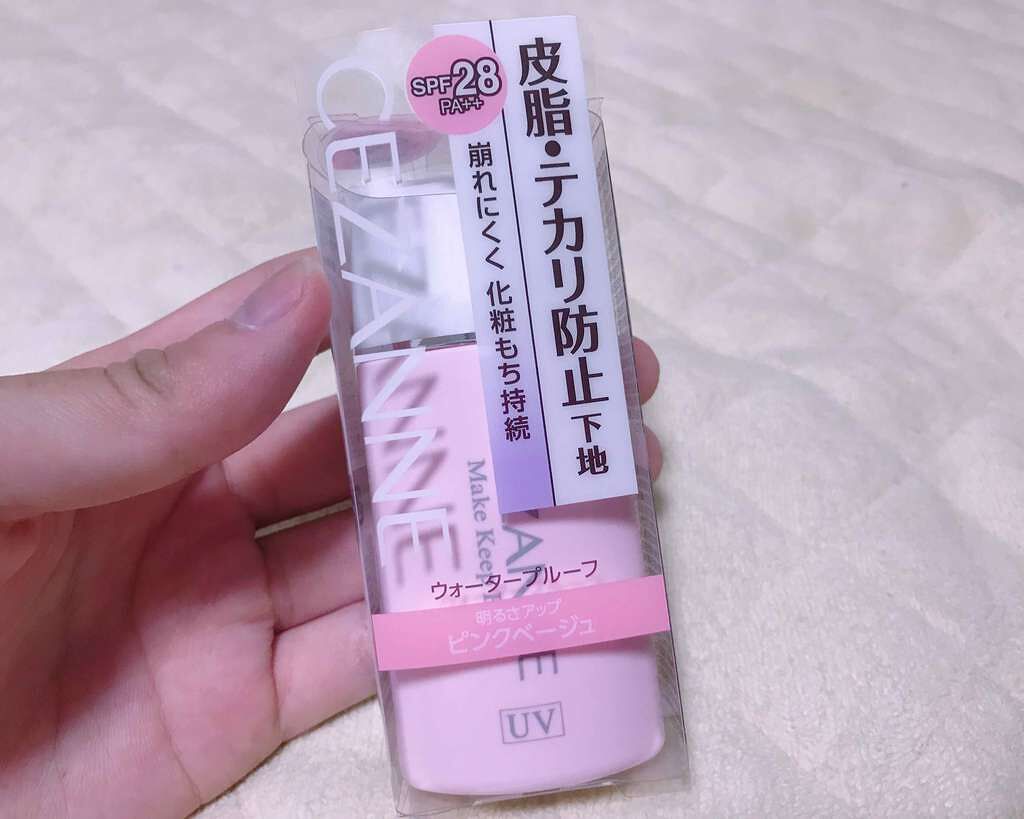 CEZANNE
SPF28
PA++
皮脂・テカリ防止下地
崩れにくく 化粧もち持続
Make Keep
ウォータープルーフ
明るさアップ
ピンクベージュ
UV